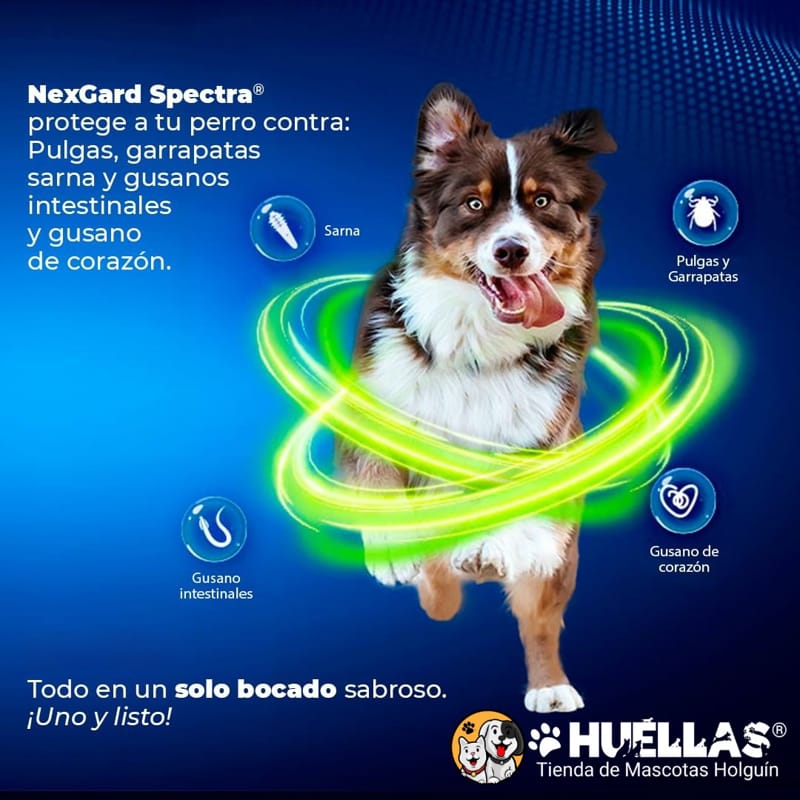 NexGard Spectra®
protege a tu perro contra:
Pulgas, garrapatas
sarna y gusanos
intestinales
y gusano
de corazón.
Sarna
Pulgas y
Garrapatas
Gusano
intestinales
Gusano de
corazón
Todo en un solo bocado sabroso.
¡Uno y listo!
HUELLAS®
Tienda de Mascotas Holguín